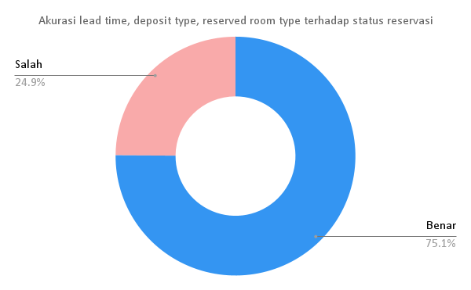 Akurasi lead time, deposit type, reserved room type terhadap status reservasi
Salah
24.9%
Benar
75.1%